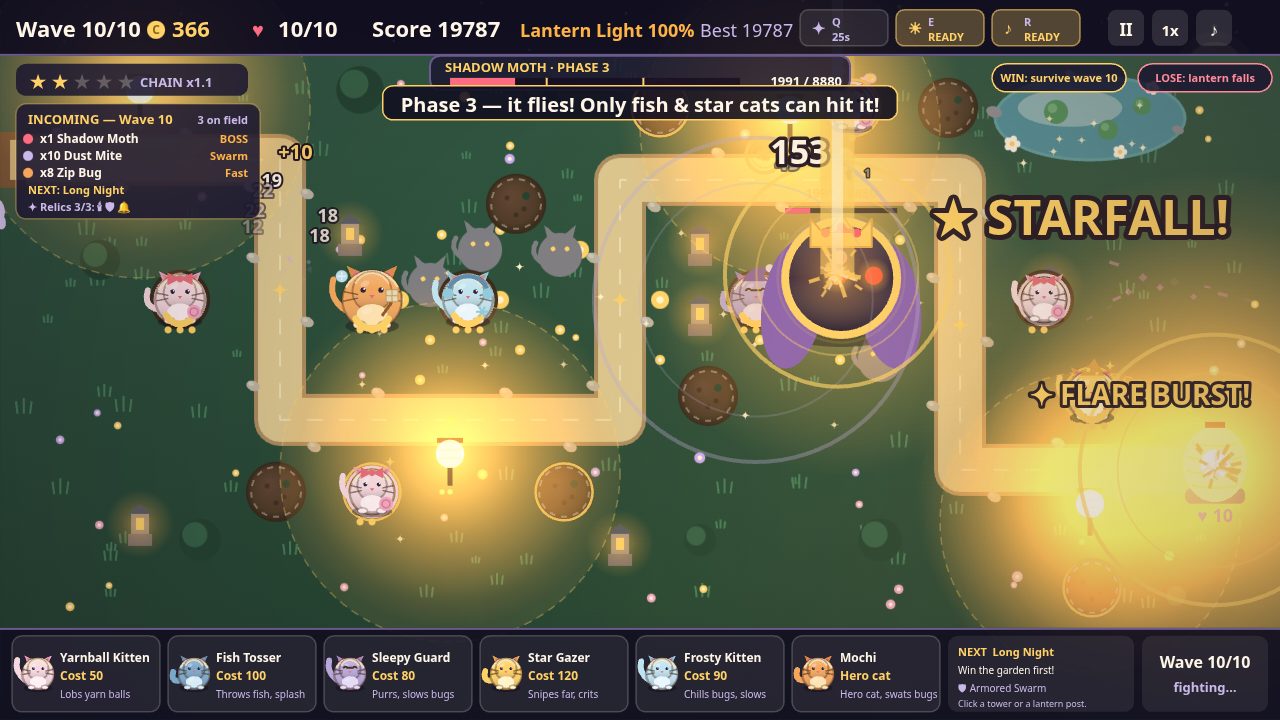 Wave 10/10 C 366 ♥ 10/10 Score 19787 Lantern Light 100% Best 19787
Q
25s
E
READY
R
READY
II 1x ♪
★★★★★ CHAIN x1.1
SHADOW MOTH · PHASE 3
1991 / 8880
WIN: survive wave 10
LOSE: lantern falls
Phase 3 — it flies! Only fish & star cats can hit it!
INCOMING — Wave 10 3 on field
x1 Shadow Moth BOSS
x10 Dust Mite Swarm
x8 Zip Bug Fast
NEXT: Long Night
✦ Relics 3/3:
+10
19
22
22
12
18
18
153
1
★ STARFALL!
✦ FLARE BURST!
♥ 10
Yarnball Kitten
Cost 50
Lobs yarn balls
Fish Tosser
Cost 100
Throws fish, splash
Sleepy Guard
Cost 80
Purrs, slows bugs
Star Gazer
Cost 120
Snipes far, crits
Frosty Kitten
Cost 90
Chills bugs, slows
Mochi
Hero cat
Hero cat, swats bugs
NEXT Long Night
Win the garden first!
Armored Swarm
Click a tower or a lantern post.
Wave 10/10
fighting...